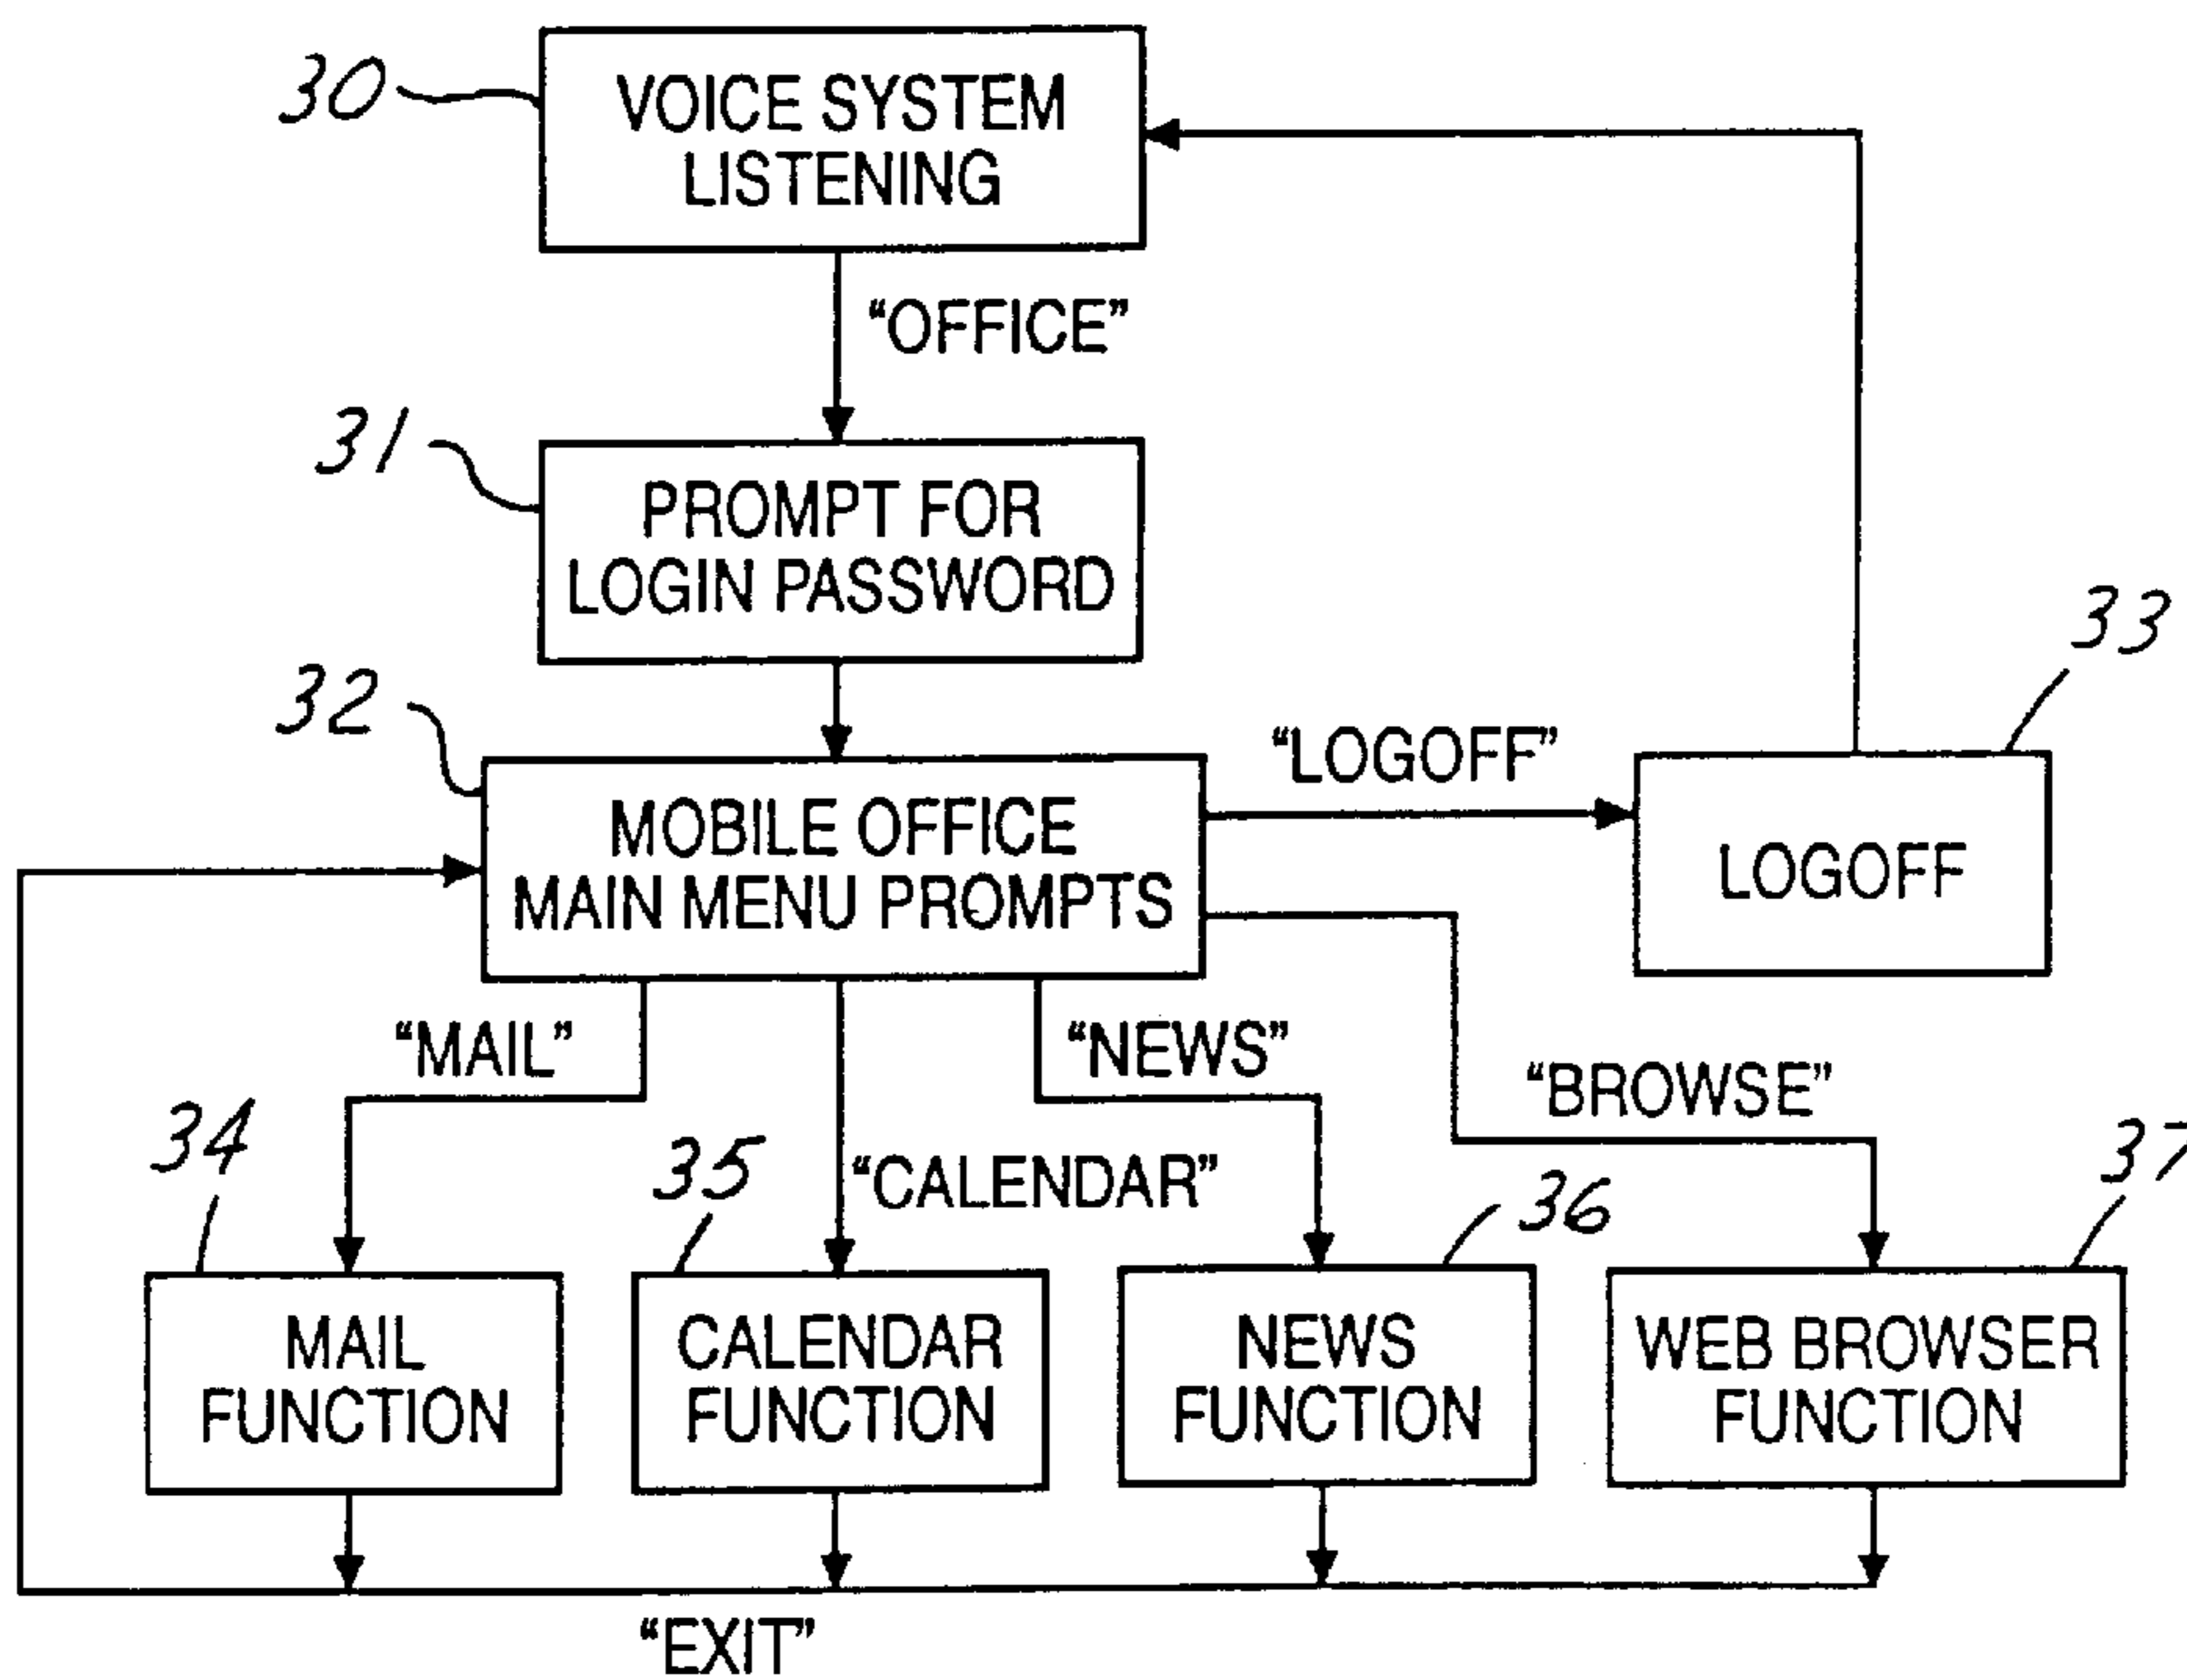 30
VOICE SYSTEM
LISTENING
“OFFICE”
31
PROMPT FOR
LOGIN PASSWORD
32
MOBILE OFFICE
MAIN MENU PROMPTS
“LOGOFF”
33
LOGOFF
“MAIL”
“CALENDAR”
“NEWS”
“BROWSE”
34
MAIL
FUNCTION
35
CALENDAR
FUNCTION
36
NEWS
FUNCTION
37
WEB BROWSER
FUNCTION
“EXIT”